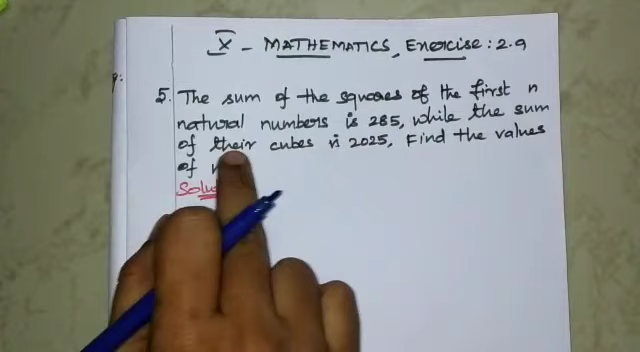 X - MATHEMATICS, Exercise: 2.9
5. The sum of the squares of the first n
natural numbers is 285, while the sum
of their cubes is 2025. Find the values
of